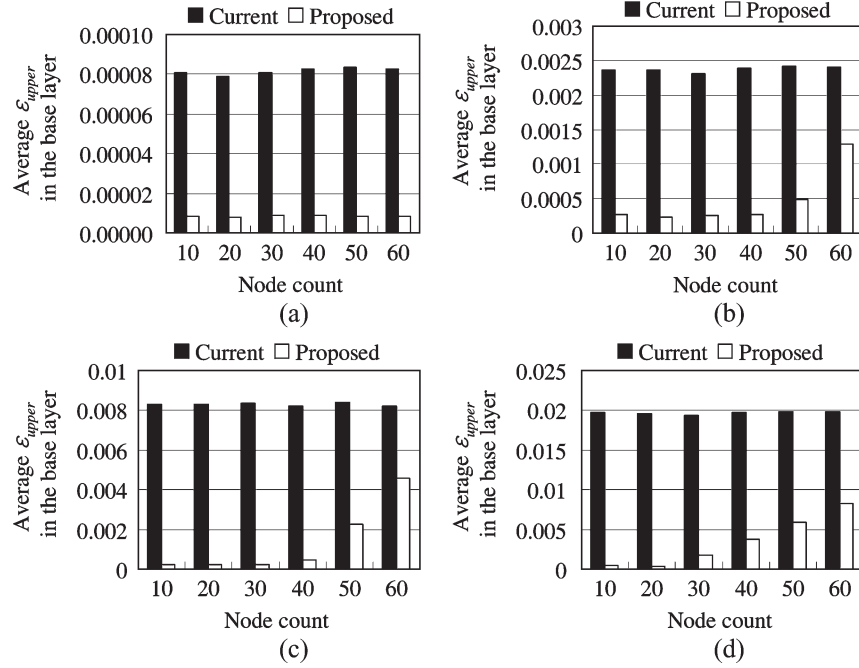 Current Proposed
Average ε_upper
in the base layer
0.00010
0.00008
0.00006
0.00004
0.00002
0.00000
10 20 30 40 50 60
Node count
(a)
Current Proposed
Average ε_upper
in the base layer
0.003
0.0025
0.002
0.0015
0.001
0.0005
0
10 20 30 40 50 60
Node count
(b)
Current Proposed
Average ε_upper
in the base layer
0.01
0.008
0.006
0.004
0.002
0
10 20 30 40 50 60
Node count
(c)
Current Proposed
Average ε_upper
in the base layer
0.025
0.02
0.015
0.01
0.005
0
10 20 30 40 50 60
Node count
(d)